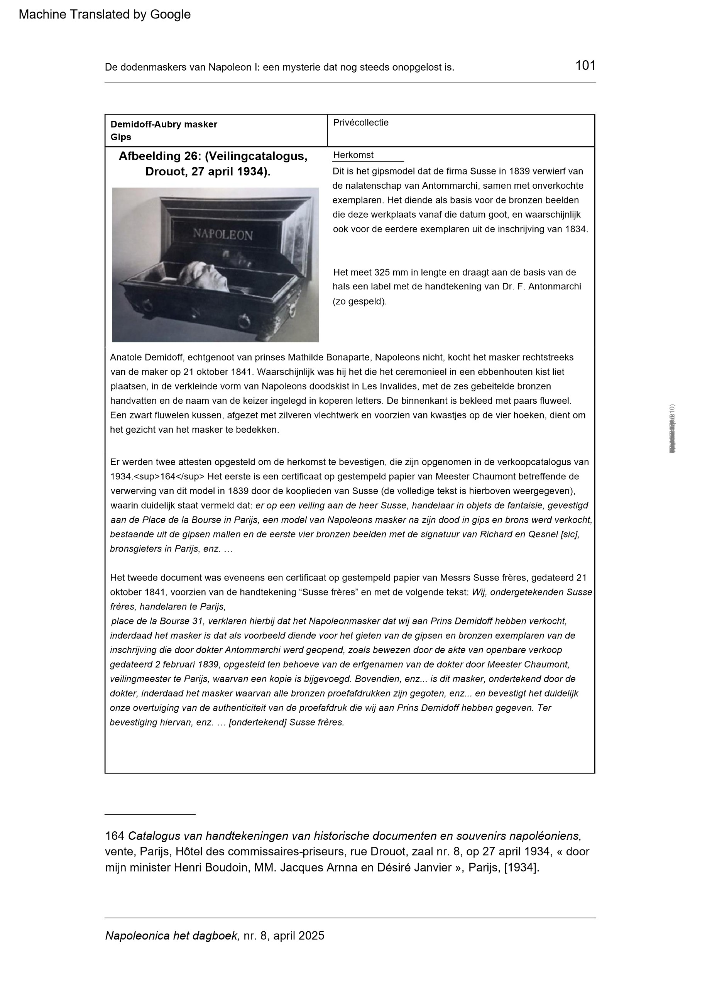 Machine Translated by Google
De dodenmaskers van Napoleon I: een mysterie dat nog steeds onopgelost is.
101
Demidoff-Aubry masker
Gips
Privécollectie
Afbeelding 26: (Veilingcatalogus,
Drouot, 27 april 1934).
NAPOLEON
N
Herkomst
Dit is het gipsmodel dat de firma Susse in 1839 verwierf van
de nalatenschap van Antommarchi, samen met onverkochte
exemplaren. Het diende als basis voor de bronzen beelden
die deze werkplaats vanaf die datum goot, en waarschijnlijk
ook voor de eerdere exemplaren uit de inschrijving van 1834.
Het meet 325 mm in lengte en draagt aan de basis van de
hals een label met de handtekening van Dr. F. Antonmarchi
(zo gespeld).
Anatole Demidoff, echtgenoot van prinses Mathilde Bonaparte, Napoleons nicht, kocht het masker rechtstreeks
van de maker op 21 oktober 1841. Waarschijnlijk was hij het die het ceremonieel in een ebbenhouten kist liet
plaatsen, in de verkleinde vorm van Napoleons doodskist in Les Invalides, met de zes gebeitelde bronzen
handvatten en de naam van de keizer ingelegd in koperen letters. De binnenkant is bekleed met paars fluweel.
Een zwart fluwelen kussen, afgezet met zilveren vlechtwerk en voorzien van kwastjes op de vier hoeken, dient om
het gezicht van het masker te bedekken.
Er werden twee attesten opgesteld om de herkomst te bevestigen, die zijn opgenomen in de verkoopcatalogus van
1934.<sup>164</sup> Het eerste is een certificaat op gestempeld papier van Meester Chaumont betreffende de
verwerving van dit model in 1839 door de kooplieden van Susse (de volledige tekst is hierboven weergegeven),
waarin duidelijk staat vermeld dat: er op een veiling aan de heer Susse, handelaar in objets de fantaisie, gevestigd
aan de Place de la Bourse in Parijs, een model van Napoleons masker na zijn dood in gips en brons werd verkocht,
bestaande uit de gipsen mallen en de eerste vier bronzen beelden met de signatuur van Richard en Qesnel [sic],
bronsgieters in Parijs, enz. …
Het tweede document was eveneens een certificaat op gestempeld papier van Messrs Susse frères, gedateerd 21
oktober 1841, voorzien van de handtekening “Susse frères” en met de volgende tekst: Wij, ondergetekenden Susse
frères, handelaren te Parijs,
place de la Bourse 31, verklaren hierbij dat het Napoleonmasker dat wij aan Prins Demidoff hebben verkocht,
inderdaad het masker is dat als voorbeeld diende voor het gieten van de gipsen en bronzen exemplaren van de
inschrijving die door dokter Antommarchi werd geopend, zoals bewezen door de akte van openbare verkoop
gedateerd 2 februari 1839, opgesteld ten behoeve van de erfgenamen van de dokter door Meester Chaumont,
veilingmeester te Parijs, waarvan een kopie is bijgevoegd. Bovendien, enz... is dit masker, ondertekend door de
dokter, inderdaad het masker waarvan alle bronzen proefafdrukken zijn gegoten, enz... en bevestigt het duidelijk
onze overtuiging van de authenticiteit van de proefafdruk die wij aan Prins Demidoff hebben gegeven. Ter
bevestiging hiervan, enz. … [ondertekend] Susse frères.
164 Catalogus van handtekeningen van historische documenten en souvenirs napoléoniens,
vente, Parijs, Hôtel des commissaires-priseurs, rue Drouot, zaal nr. 8, op 27 april 1934, « door
mijn minister Henri Boudoin, MM. Jacques Arnna en Désiré Janvier », Parijs, [1934].
Napoleonica het dagboek, nr. 8, april 2025